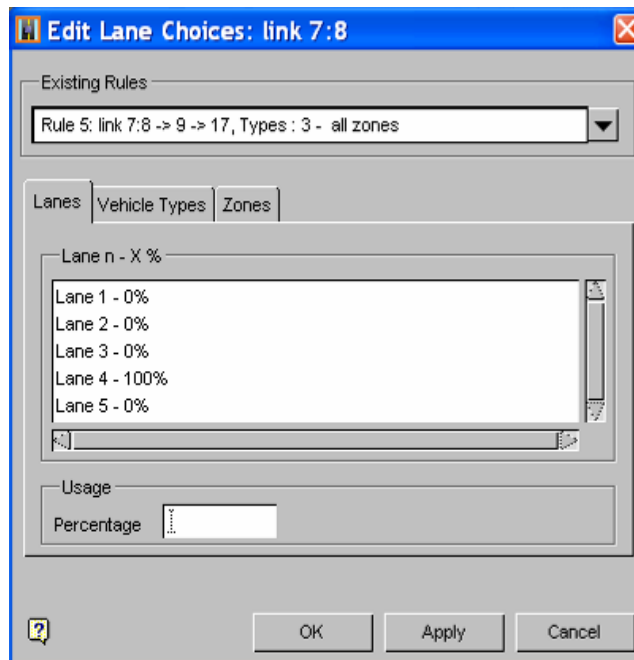 Edit Lane Choices: link 7:8
Existing Rules
Rule 5: link 7:8 -> 9 -> 17, Types : 3 - all zones
Lanes Vehicle Types Zones
Lane n - X %
Lane 1 - 0%
Lane 2 - 0%
Lane 3 - 0%
Lane 4 - 100%
Lane 5 - 0%
Usage
Percentage
? OK Apply Cancel